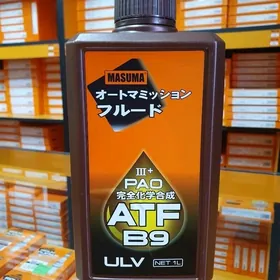 MASUMA
オートマミッション
フルード
III+
PAO
完全化学合成
ATF
B9
ULV
NET 1L